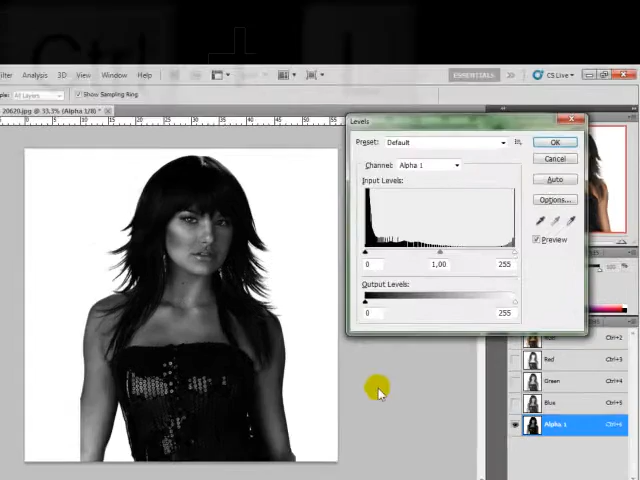 Ctrl + L
Analysis 3D View Window Help
ESSENTIALS CS Live
All Layers Show Sampling Ring
20620.jpg @ 33,3% (Alpha 1/8) *
Levels
Preset: Default
OK
Channel: Alpha 1
Cancel
Input Levels:
Auto
Options...
Preview
0 1,00 255
Output Levels:
0 255
Ctrl+2
Red Ctrl+3
Green Ctrl+4
Blue Ctrl+5
Alpha 1 Ctrl+6